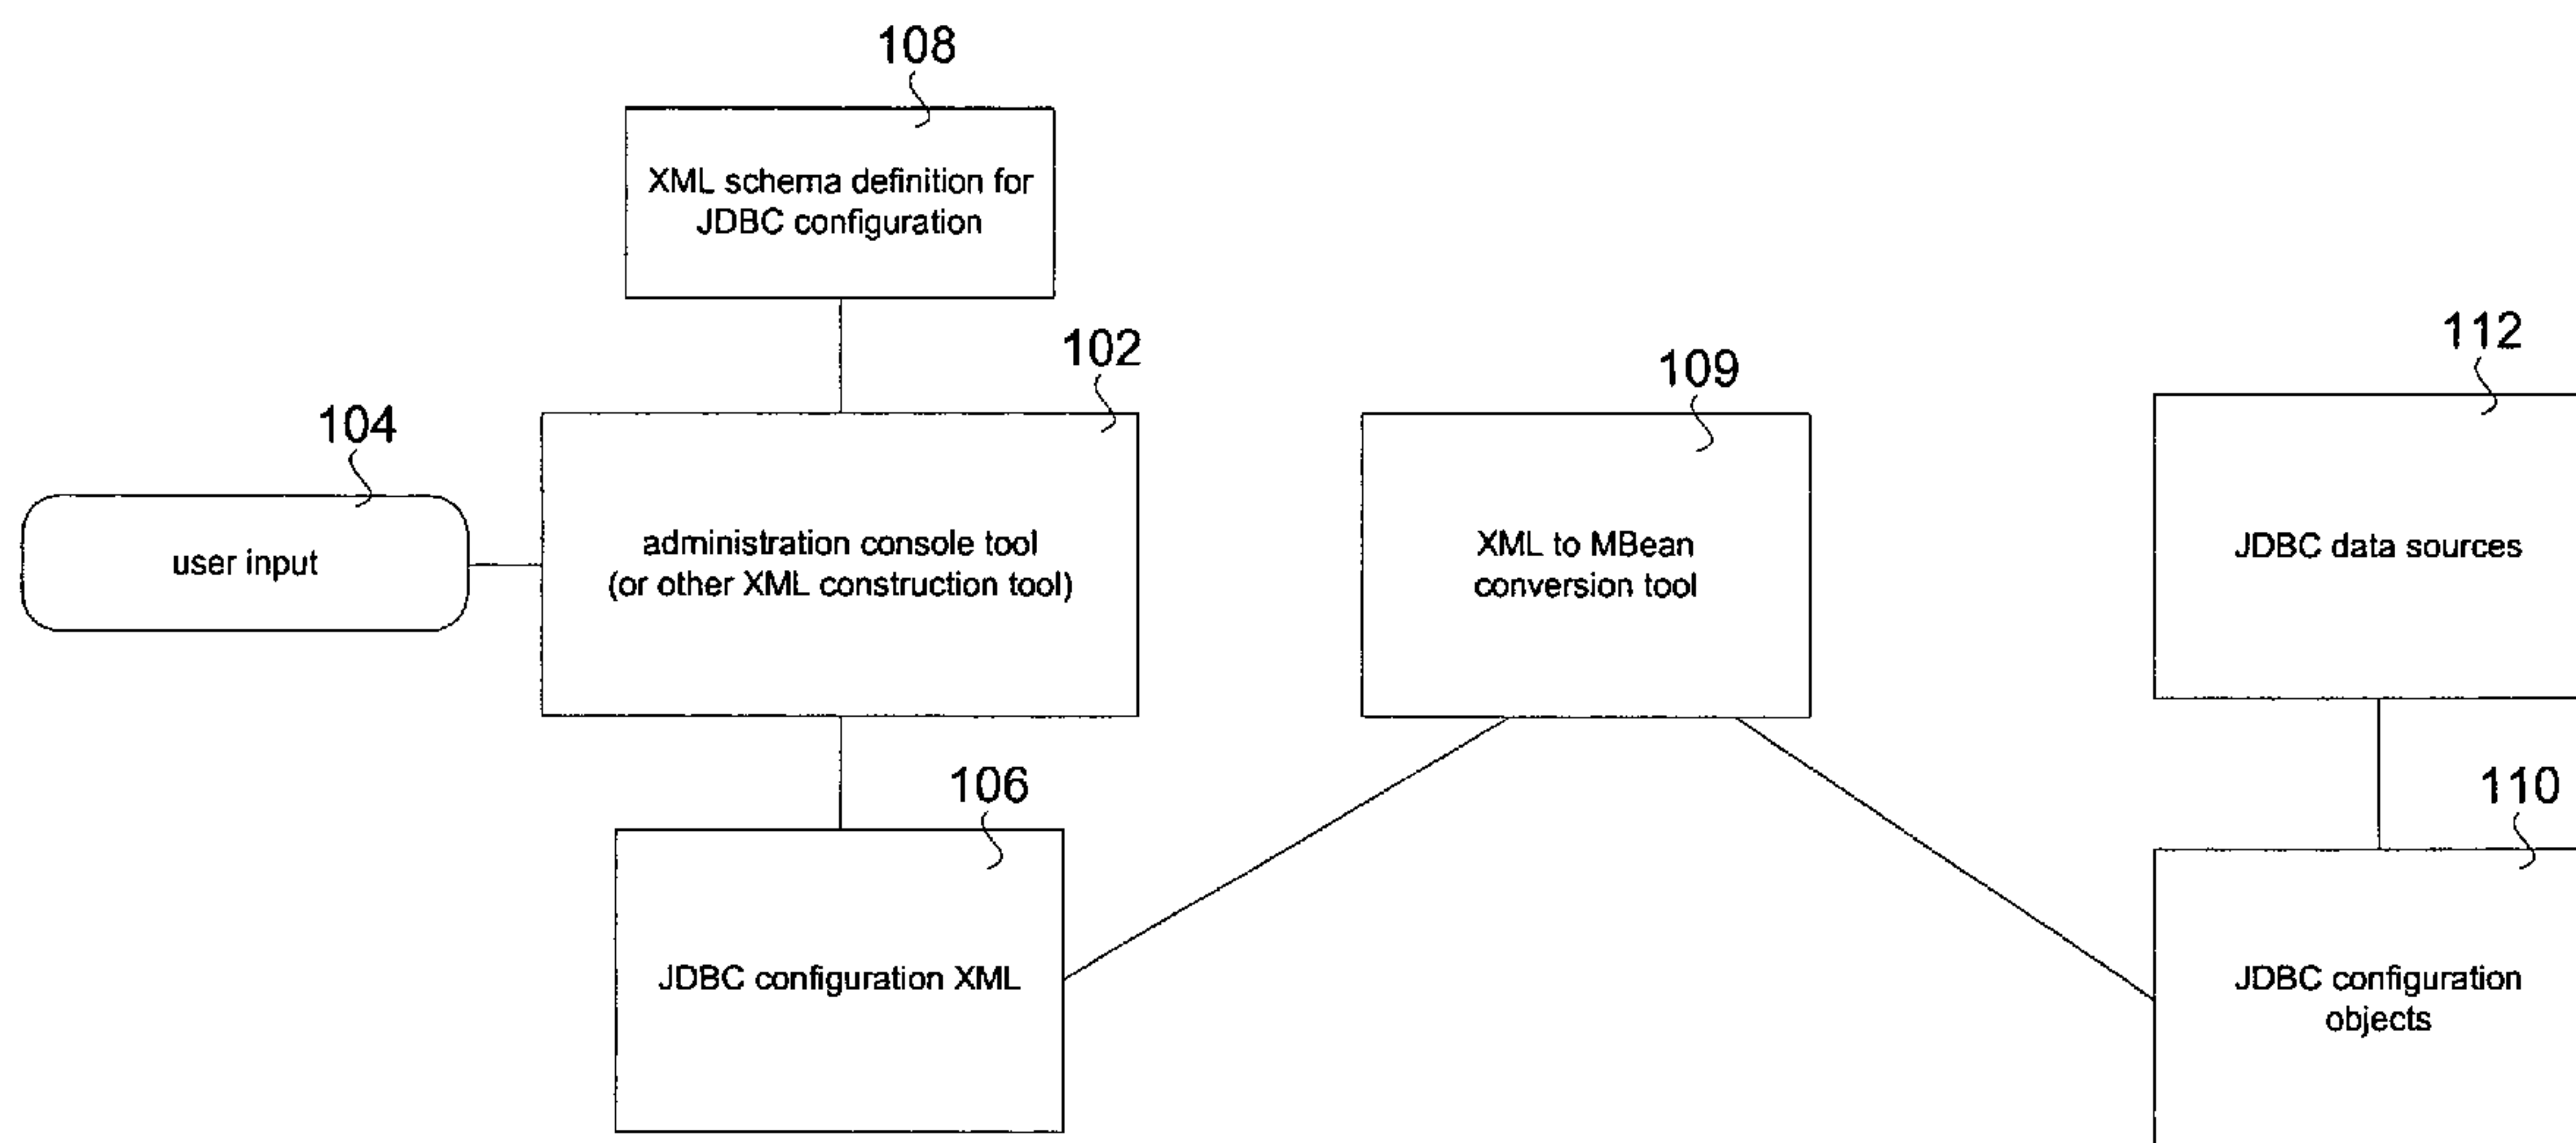 108
XML schema definition for
JDBC configuration
102
104
user input
administration console tool
(or other XML construction tool)
109
XML to MBean
conversion tool
112
JDBC data sources
106
JDBC configuration XML
110
JDBC configuration
objects